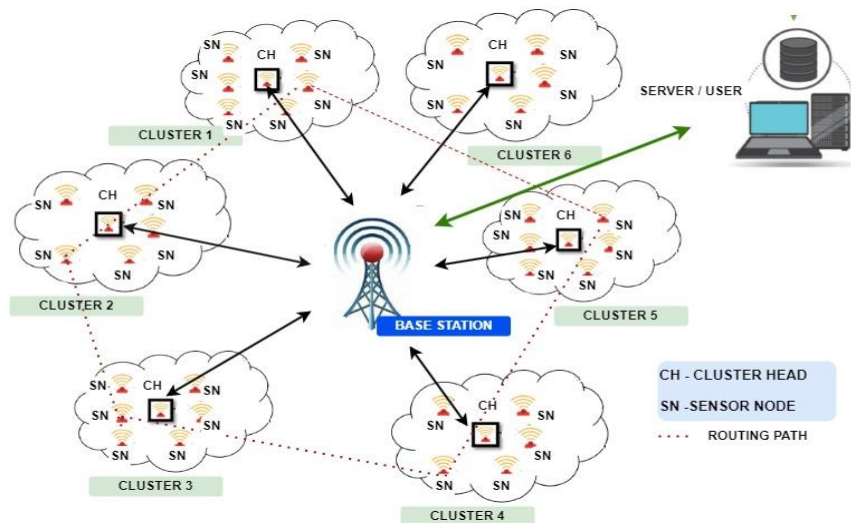 SN
CH
SN
SN
SN
SN
SN
CLUSTER 1
SN
CH
SN
SN
SN
SN
CLUSTER 6
SERVER / USER
SN
CH
SN
SN
SN
SN
CLUSTER 2
SN
CH
SN
SN
SN
SN
SN
CLUSTER 5
BASE STATION
SN
CH
SN
SN
SN
SN
SN
CLUSTER 3
CH
SN
SN
SN
SN
SN
CLUSTER 4
CH - CLUSTER HEAD
SN -SENSOR NODE
ROUTING PATH